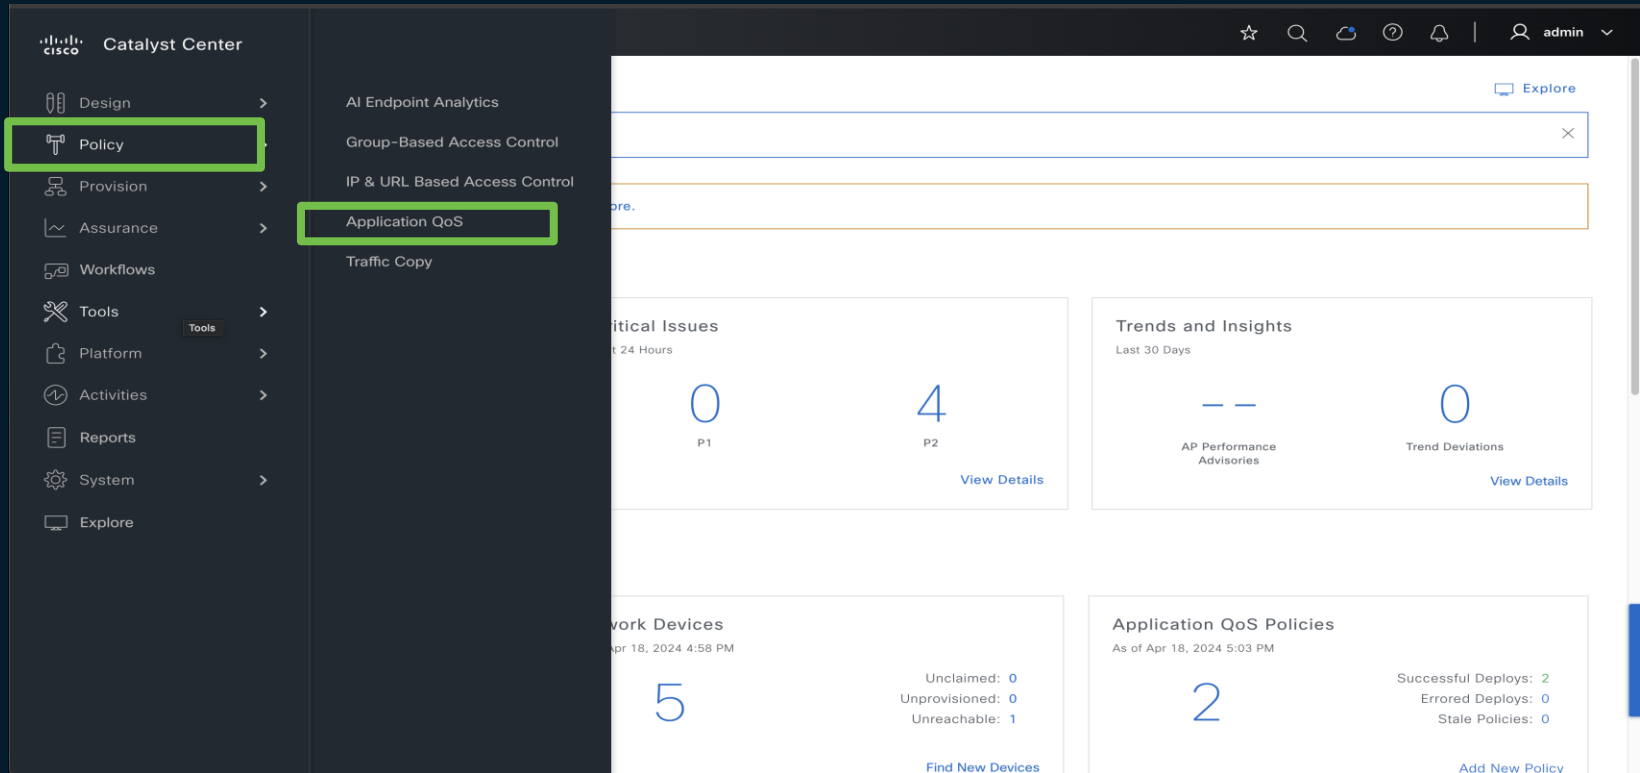 cisco Catalyst Center
admin
Design
Policy
Provision
Assurance
Workflows
Tools
Tools
Platform
Activities
Reports
System
Explore
AI Endpoint Analytics
Group-Based Access Control
IP & URL Based Access Control
Application QoS
Traffic Copy
Explore
ore.
itical Issues
t 24 Hours
0
P1
4
P2
View Details
Trends and Insights
Last 30 Days
--
AP Performance
Advisories
0
Trend Deviations
View Details
work Devices
Apr 18, 2024 4:58 PM
5
Unclaimed: 0
Unprovisioned: 0
Unreachable: 1
Find New Devices
Application QoS Policies
As of Apr 18, 2024 5:03 PM
2
Successful Deploys: 2
Errored Deploys: 0
Stale Policies: 0
Add New Policy